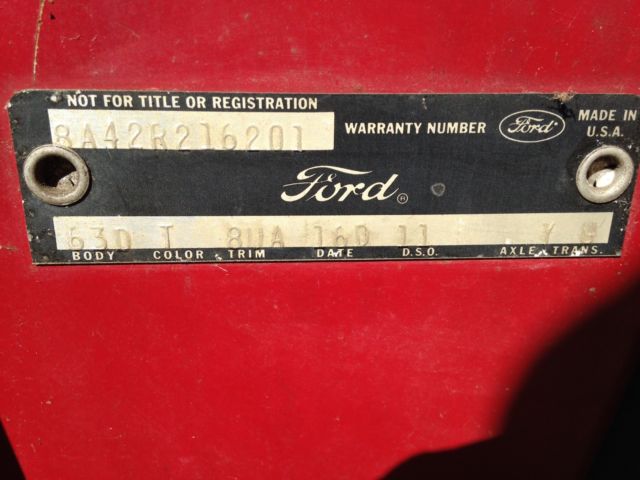 NOT FOR TITLE OR REGISTRATION
8A42R216201
WARRANTY NUMBER
Ford
MADE IN U.S.A.
Ford®
63D T 8UA 16D 11
BODY COLOR TRIM DATE D.S.O. AXLE TRANS.